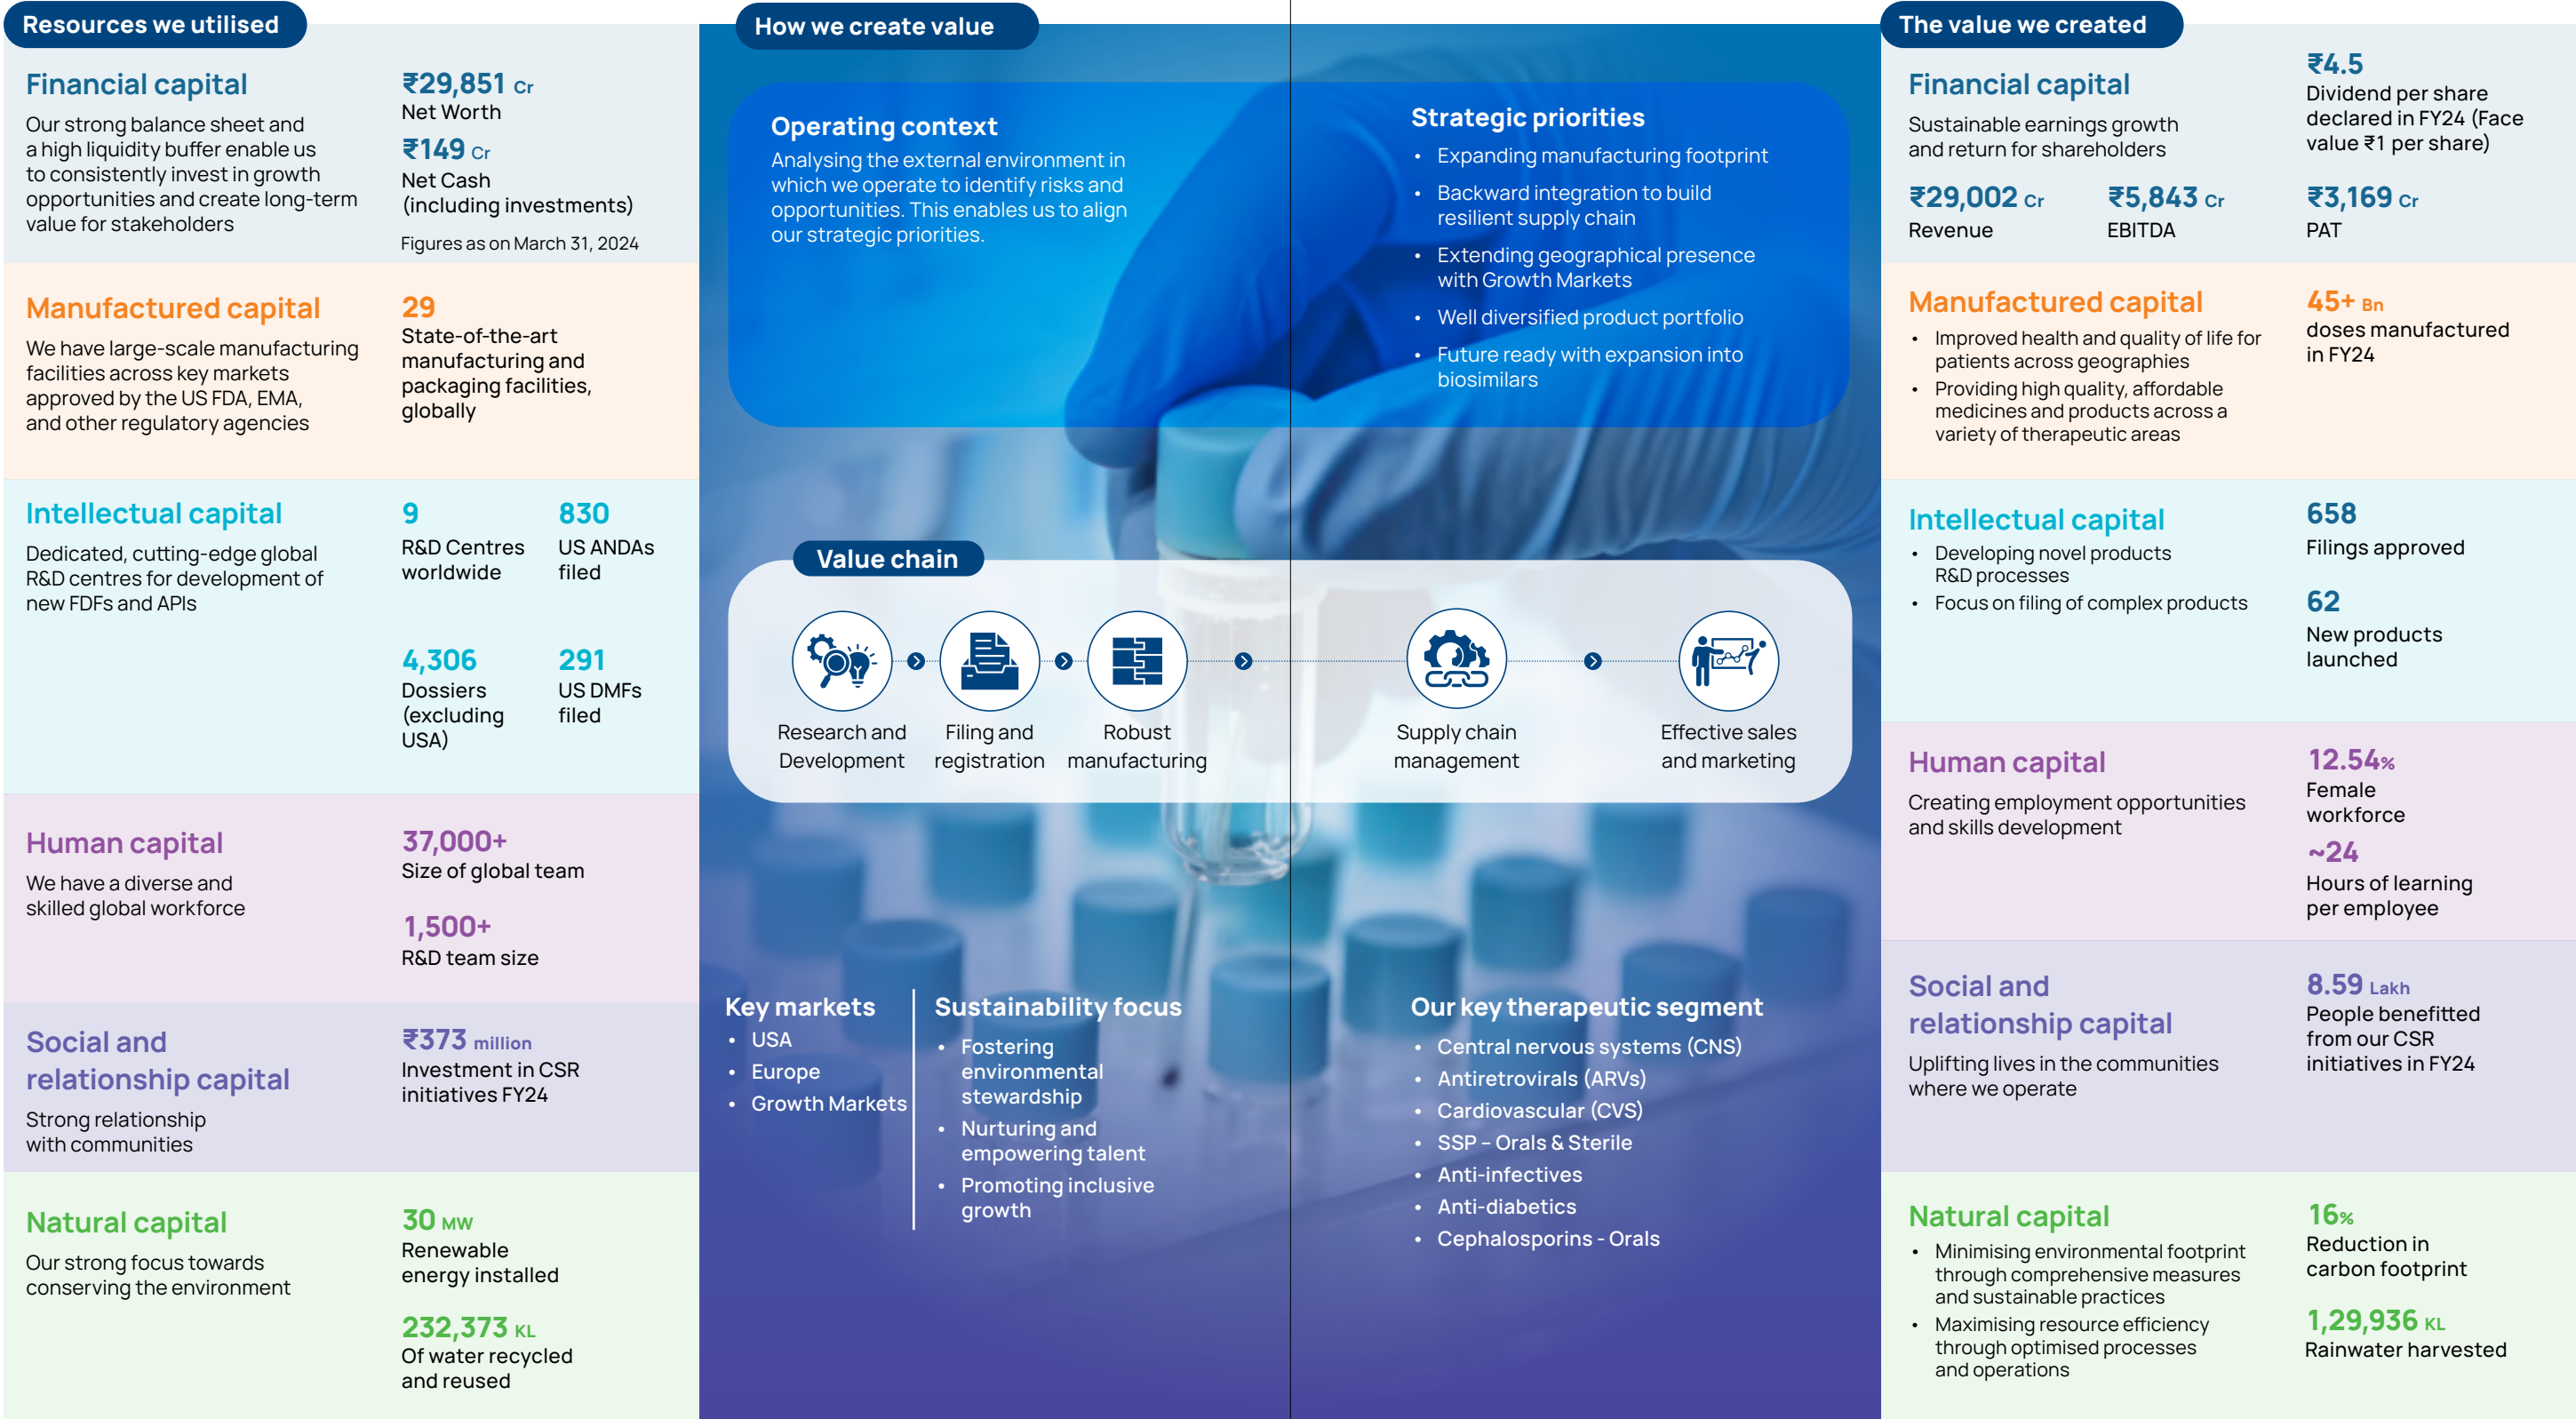 Resources we utilised
Financial capital
Our strong balance sheet and
a high liquidity buffer enable us
to consistently invest in growth
opportunities and create long-term
value for stakeholders
₹29,851 Cr
Net Worth
₹149 Cr
Net Cash
(including investments)
Figures as on March 31, 2024
Manufactured capital
We have large-scale manufacturing
facilities across key markets
approved by the US FDA, EMA,
and other regulatory agencies
29
State-of-the-art
manufacturing and
packaging facilities,
globally
Intellectual capital
Dedicated, cutting-edge global
R&D centres for development of
new FDFs and APIs
9
R&D Centres
worldwide
830
US ANDAs
filed
4,306
Dossiers
(excluding
USA)
291
US DMFs
filed
Human capital
We have a diverse and
skilled global workforce
37,000+
Size of global team
1,500+
R&D team size
Social and
relationship capital
Strong relationship
with communities
₹373 million
Investment in CSR
initiatives FY24
Natural capital
Our strong focus towards
conserving the environment
30 MW
Renewable
energy installed
232,373 KL
Of water recycled
and reused
How we create value
Operating context
Analysing the external environment in
which we operate to identify risks and
opportunities. This enables us to align
our strategic priorities.
Strategic priorities
• Expanding manufacturing footprint
• Backward integration to build
resilient supply chain
• Extending geographical presence
with Growth Markets
• Well diversified product portfolio
• Future ready with expansion into
biosimilars
Value chain
Research and
Development
Filing and
registration
Robust
manufacturing
Supply chain
management
Effective sales
and marketing
Key markets
• USA
• Europe
• Growth Markets
Sustainability focus
• Fostering
environmental
stewardship
• Nurturing and
empowering talent
• Promoting inclusive
growth
Our key therapeutic segment
• Central nervous systems (CNS)
• Antiretrovirals (ARVs)
• Cardiovascular (CVS)
• SSP – Orals & Sterile
• Anti-infectives
• Anti-diabetics
• Cephalosporins - Orals
The value we created
Financial capital
Sustainable earnings growth
and return for shareholders
₹4.5
Dividend per share
declared in FY24 (Face
value ₹1 per share)
₹29,002 Cr
Revenue
₹5,843 Cr
EBITDA
₹3,169 Cr
PAT
Manufactured capital
• Improved health and quality of life for
patients across geographies
• Providing high quality, affordable
medicines and products across a
variety of therapeutic areas
45+ Bn
doses manufactured
in FY24
Intellectual capital
• Developing novel products
R&D processes
• Focus on filing of complex products
658
Filings approved
62
New products
launched
Human capital
Creating employment opportunities
and skills development
12.54%
Female
workforce
~24
Hours of learning
per employee
Social and
relationship capital
Uplifting lives in the communities
where we operate
8.59 Lakh
People benefitted
from our CSR
initiatives in FY24
Natural capital
• Minimising environmental footprint
through comprehensive measures
and sustainable practices
• Maximising resource efficiency
through optimised processes
and operations
16%
Reduction in
carbon footprint
1,29,936 KL
Rainwater harvested